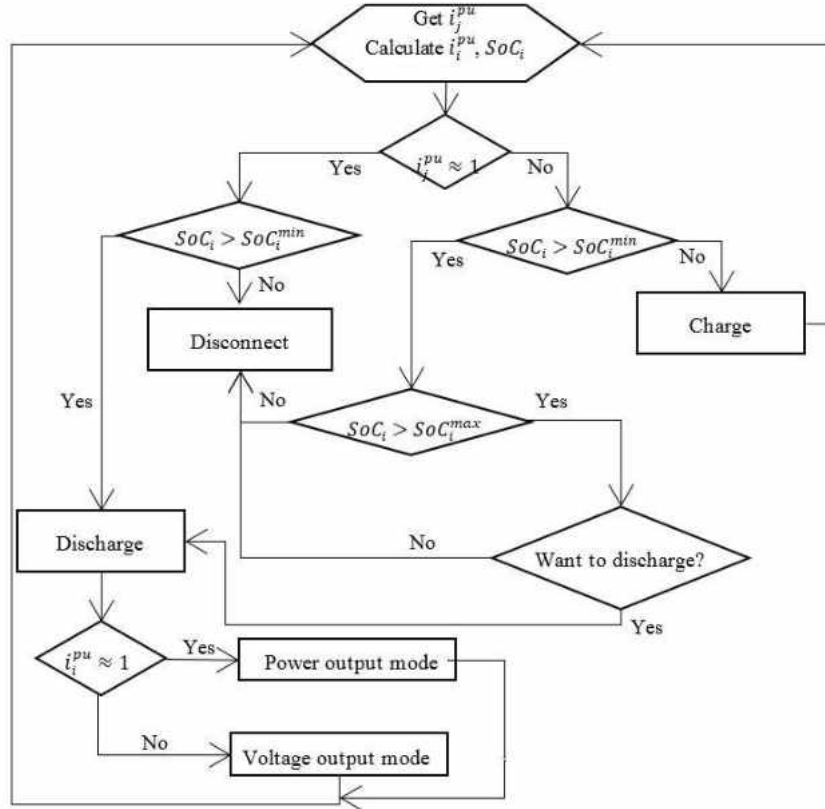 Get i_j^{pu}
Calculate i_i^{pu}, SoC_i
i_j^{pu} ≈ 1
Yes
No
SoC_i > SoC_i^{min}
SoC_i > SoC_i^{min}
Yes
No
No
Disconnect
Charge
Yes
No
SoC_i > SoC_i^{max}
Yes
Discharge
No
Want to discharge?
Yes
i_i^{pu} ≈ 1
Yes
Power output mode
No
Voltage output mode